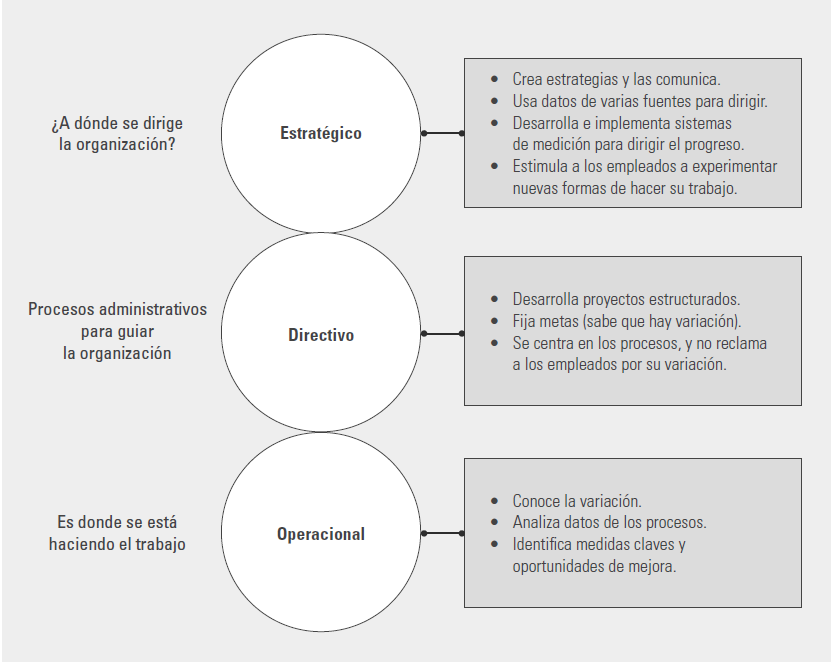 ¿A dónde se dirige
la organización?
Estratégico
• Crea estrategias y las comunica.
• Usa datos de varias fuentes para dirigir.
• Desarrolla e implementa sistemas
de medición para dirigir el progreso.
• Estimula a los empleados a experimentar
nuevas formas de hacer su trabajo.
Procesos administrativos
para guiar
la organización
Directivo
• Desarrolla proyectos estructurados.
• Fija metas (sabe que hay variación).
• Se centra en los procesos, y no reclama
a los empleados por su variación.
Es donde se está
haciendo el trabajo
Operacional
• Conoce la variación.
• Analiza datos de los procesos.
• Identifica medidas claves y
oportunidades de mejora.